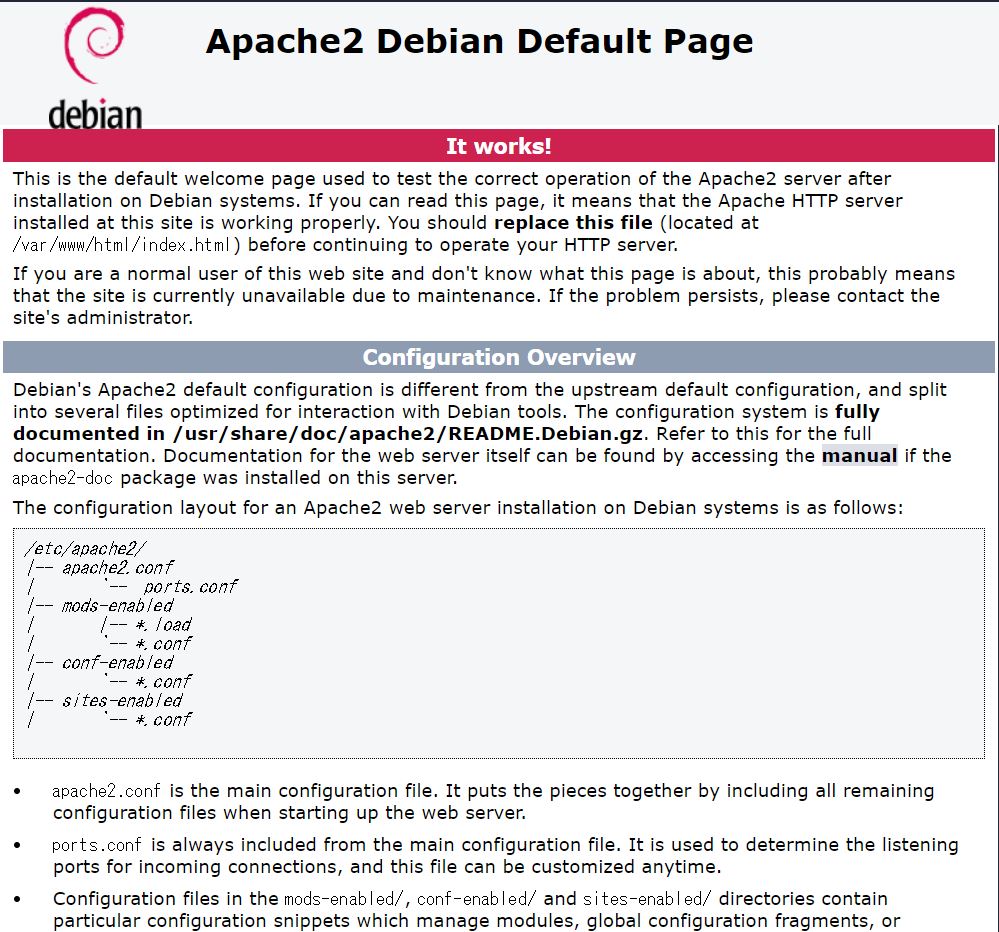 debian
Apache2 Debian Default Page
It works!
This is the default welcome page used to test the correct operation of the Apache2 server after
installation on Debian systems. If you can read this page, it means that the Apache HTTP server
installed at this site is working properly. You should replace this file (located at
/var/www/html/index.html) before continuing to operate your HTTP server.
If you are a normal user of this web site and don't know what this page is about, this probably means
that the site is currently unavailable due to maintenance. If the problem persists, please contact the
site's administrator.
Configuration Overview
Debian's Apache2 default configuration is different from the upstream default configuration, and split
into several files optimized for interaction with Debian tools. The configuration system is fully
documented in /usr/share/doc/apache2/README.Debian.gz. Refer to this for the full
documentation. Documentation for the web server itself can be found by accessing the manual if the
apache2-doc package was installed on this server.
The configuration layout for an Apache2 web server installation on Debian systems is as follows:
/etc/apache2/
|-- apache2.conf
|       `--  ports.conf
|-- mods-enabled
|       |-- *.load
|       `-- *.conf
|-- conf-enabled
|       `-- *.conf
|-- sites-enabled
|       `-- *.conf
• apache2.conf is the main configuration file. It puts the pieces together by including all remaining
configuration files when starting up the web server.
• ports.conf is always included from the main configuration file. It is used to determine the listening
ports for incoming connections, and this file can be customized anytime.
• Configuration files in the mods-enabled/, conf-enabled/ and sites-enabled/ directories contain
particular configuration snippets which manage modules, global configuration fragments, or